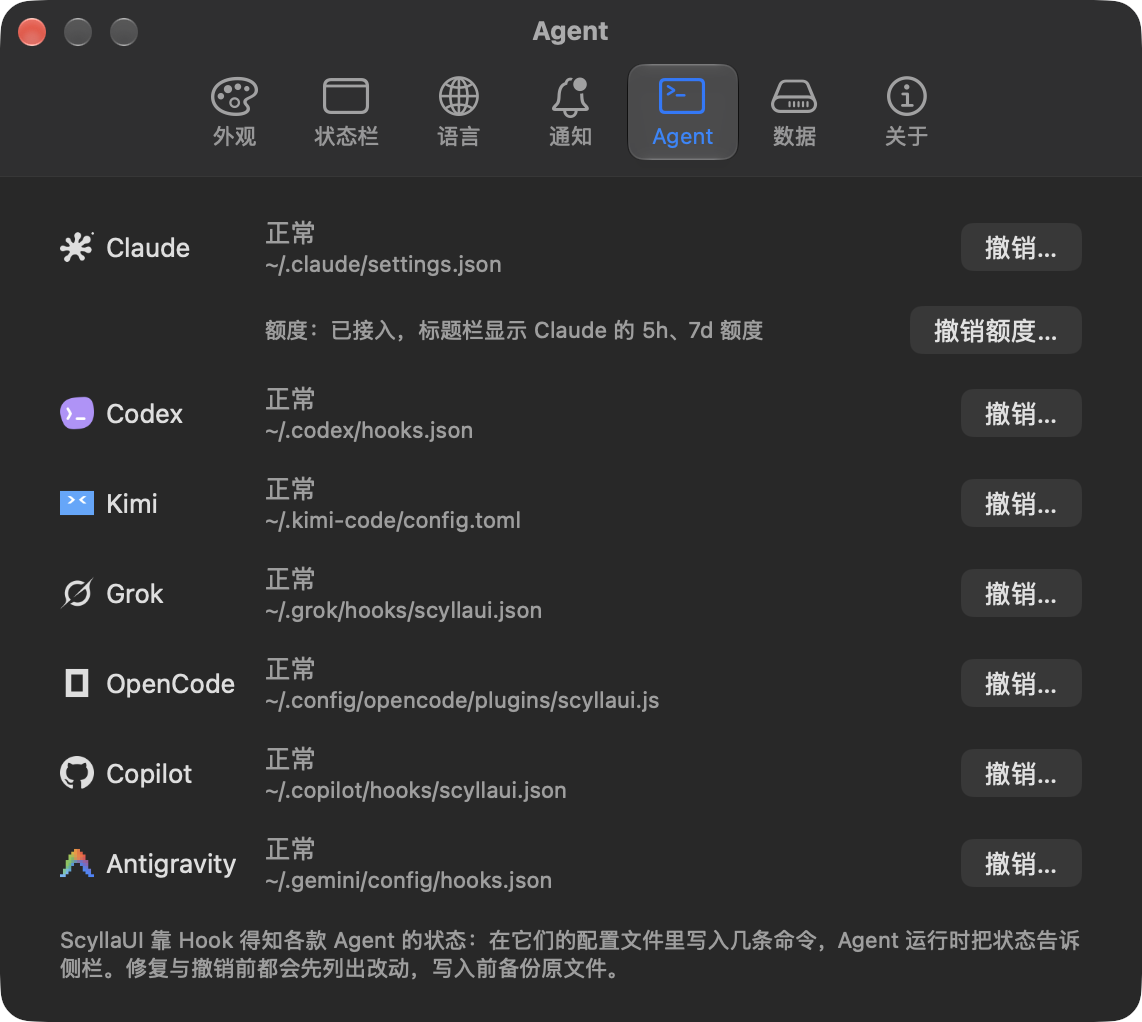 Agent
外观
状态栏
语言
通知
Agent
数据
关于
Claude
正常
~/.claude/settings.json
撤销...
额度：已接入，标题栏显示 Claude 的 5h、7d 额度
撤销额度...
Codex
正常
~/.codex/hooks.json
撤销...
Kimi
正常
~/.kimi-code/config.toml
撤销...
Grok
正常
~/.grok/hooks/scyllaui.json
撤销...
OpenCode
正常
~/.config/opencode/plugins/scyllaui.js
撤销...
Copilot
正常
~/.copilot/hooks/scyllaui.json
撤销...
Antigravity
正常
~/.gemini/config/hooks.json
撤销...
ScyllaUI 靠 Hook 得知各款 Agent 的状态：在它们的配置文件里写入几条命令，Agent 运行时把状态告诉
侧栏。修复与撤销前都会先列出改动，写入前备份原文件。